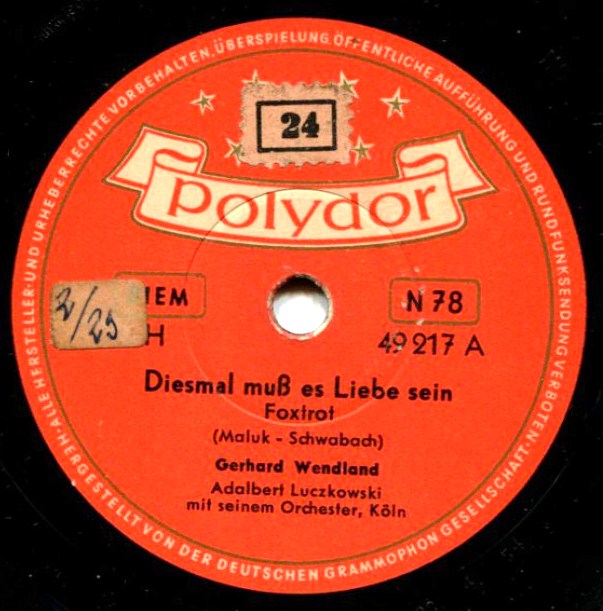 ALLE HERSTELLER- UND URHEBERRECHTE VORBEHALTEN. ÜBERSPIELUNG, ÖFFENTLICHE AUFFÜHRUNG UND RUNDFUNKSENDUNG VERBOTEN.
24
polydor
IEM
N 78
2/25
H
49 217 A
Diesmal muß es Liebe sein
Foxtrot
(Maluk - Schwabach)
Gerhard Wendland
Adalbert Luczkowski
mit seinem Orchester, Köln
HERGESTELLT VON DER DEUTSCHEN GRAMMOPHON GESELLSCHAFT